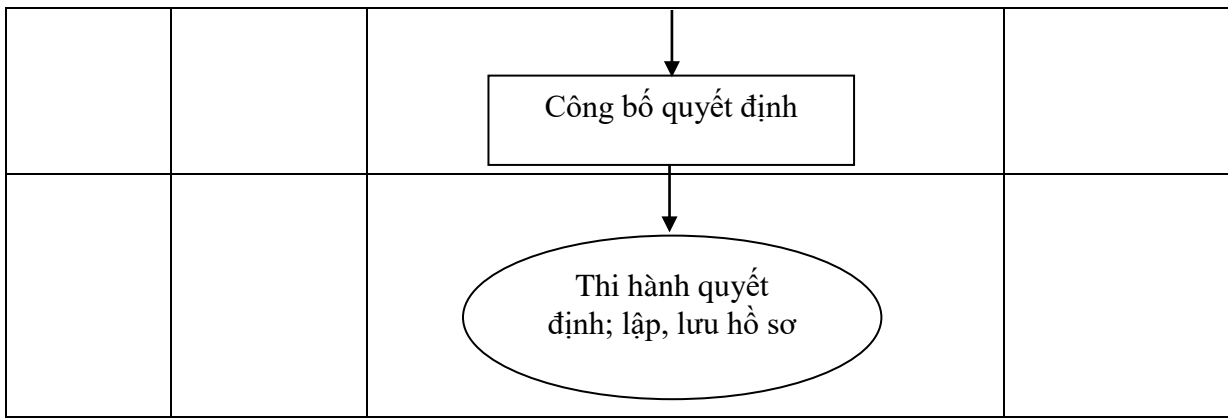 Công bố quyết định
Thi hành quyết
định; lập, lưu hồ sơ